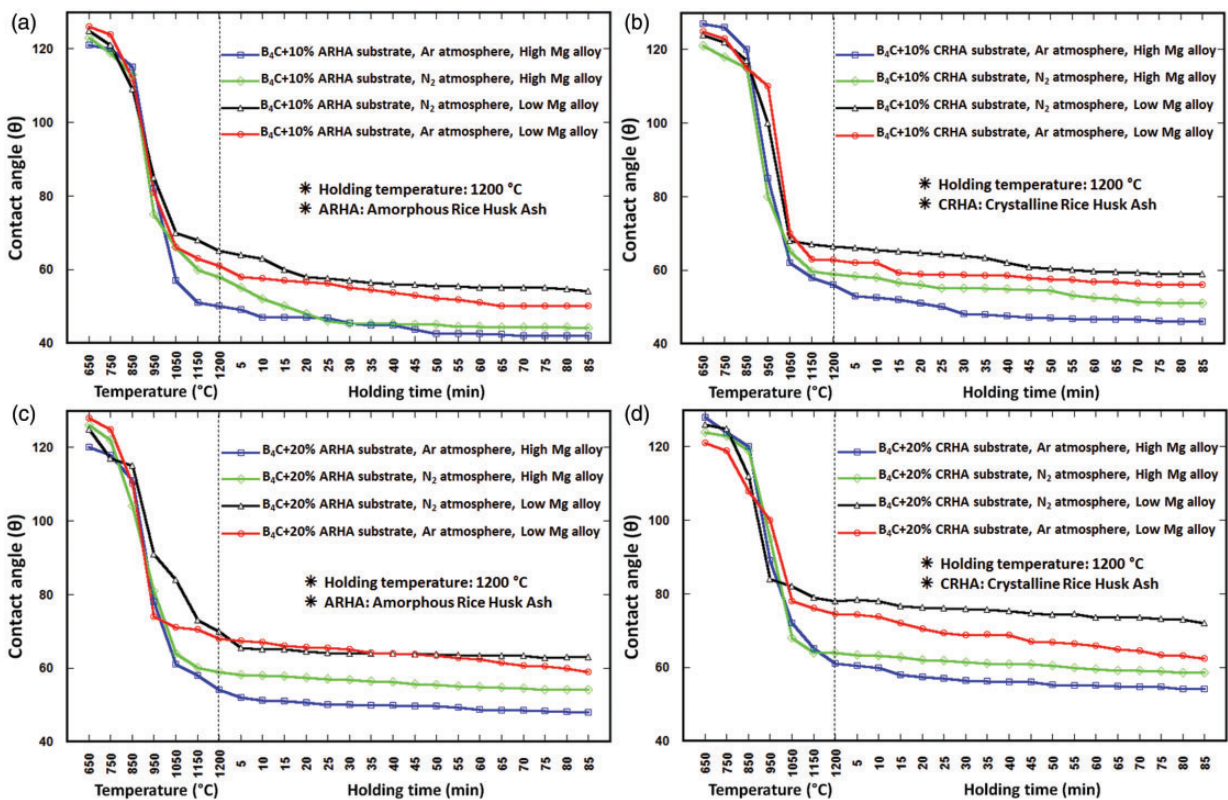 (a)
120
100
80
60
40
Contact angle (θ)
B₄C+10% ARHA substrate, Ar atmosphere, High Mg alloy
B₄C+10% ARHA substrate, N₂ atmosphere, High Mg alloy
B₄C+10% ARHA substrate, N₂ atmosphere, Low Mg alloy
B₄C+10% ARHA substrate, Ar atmosphere, Low Mg alloy
✳ Holding temperature: 1200 °C
✳ ARHA: Amorphous Rice Husk Ash
650 750 850 950 1050 1150 1200 5 10 15 20 25 30 35 40 45 50 55 60 65 70 75 80 85
Temperature (°C) Holding time (min)
(b)
120
100
80
60
40
Contact angle (θ)
B₄C+10% CRHA substrate, Ar atmosphere, High Mg alloy
B₄C+10% CRHA substrate, N₂ atmosphere, High Mg alloy
B₄C+10% CRHA substrate, N₂ atmosphere, Low Mg alloy
B₄C+10% CRHA substrate, Ar atmosphere, Low Mg alloy
✳ Holding temperature: 1200 °C
✳ CRHA: Crystalline Rice Husk Ash
650 750 850 950 1050 1150 1200 5 10 15 20 25 30 35 40 45 50 55 60 65 70 75 80 85
Temperature (°C) Holding time (min)
(c)
120
100
80
60
40
Contact angle (θ)
B₄C+20% ARHA substrate, Ar atmosphere, High Mg alloy
B₄C+20% ARHA substrate, N₂ atmosphere, High Mg alloy
B₄C+20% ARHA substrate, N₂ atmosphere, Low Mg alloy
B₄C+20% ARHA substrate, Ar atmosphere, Low Mg alloy
✳ Holding temperature: 1200 °C
✳ ARHA: Amorphous Rice Husk Ash
650 750 850 950 1050 1150 1200 5 10 15 20 25 30 35 40 45 50 55 60 65 70 75 80 85
Temperature (°C) Holding time (min)
(d)
120
100
80
60
40
Contact angle (θ)
B₄C+20% CRHA substrate, Ar atmosphere, High Mg alloy
B₄C+20% CRHA substrate, N₂ atmosphere, High Mg alloy
B₄C+20% CRHA substrate, N₂ atmosphere, Low Mg alloy
B₄C+20% CRHA substrate, Ar atmosphere, Low Mg alloy
✳ Holding temperature: 1200 °C
✳ CRHA: Crystalline Rice Husk Ash
650 750 850 950 1050 1150 1200 5 10 15 20 25 30 35 40 45 50 55 60 65 70 75 80 85
Temperature (°C) Holding time (min)